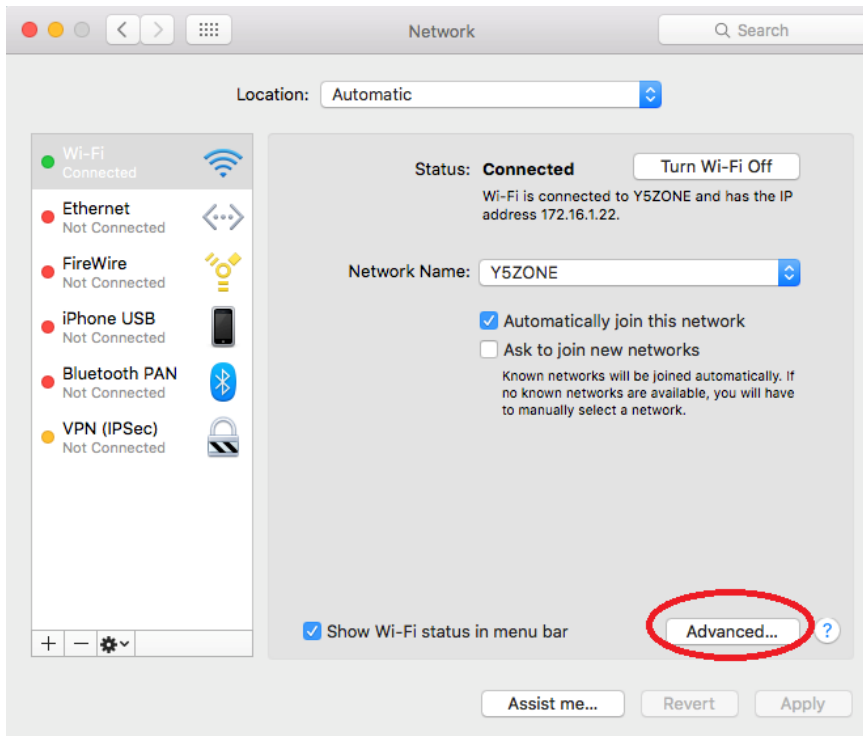 Network
Search
Location: Automatic
Wi-Fi
Connected
Ethernet
Not Connected
FireWire
Not Connected
iPhone USB
Not Connected
Bluetooth PAN
Not Connected
VPN (IPSec)
Not Connected
Status: Connected
Turn Wi-Fi Off
Wi-Fi is connected to Y5ZONE and has the IP
address 172.16.1.22.
Network Name: Y5ZONE
Automatically join this network
Ask to join new networks
Known networks will be joined automatically. If
no known networks are available, you will have
to manually select a network.
Show Wi-Fi status in menu bar
Advanced...
?
Assist me...
Revert
Apply